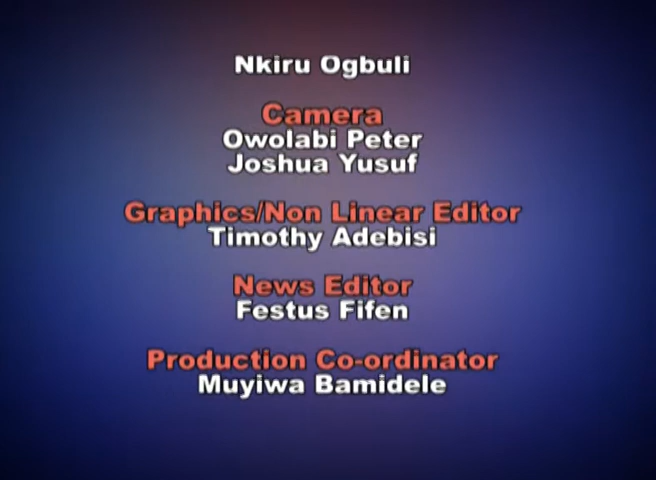 Nkiru Ogbuli
Camera
Owolabi Peter
Joshua Yusuf
Graphics/Non Linear Editor
Timothy Adebisi
News Editor
Festus Fifen
Production Co-ordinator
Muyiwa Bamidele